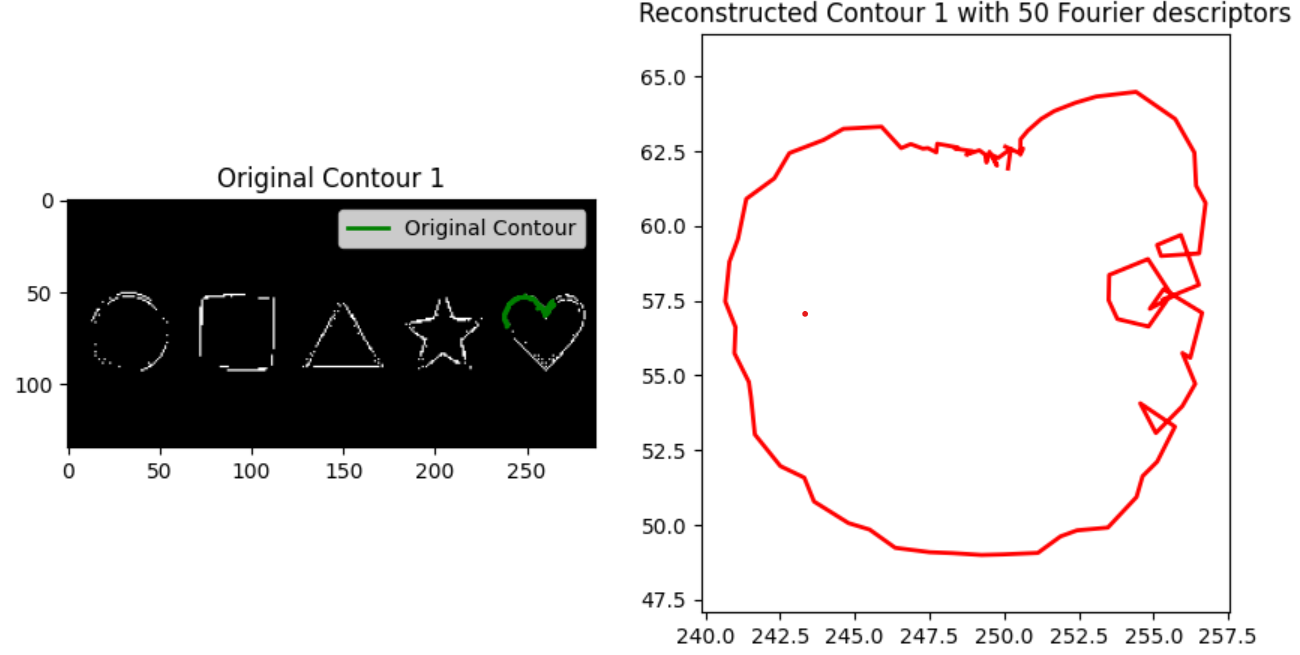 Original Contour 1
Original Contour
0
50
100
0 50 100 150 200 250
Reconstructed Contour 1 with 50 Fourier descriptors
65.0
62.5
60.0
57.5
55.0
52.5
50.0
47.5
240.0 242.5 245.0 247.5 250.0 252.5 255.0 257.5